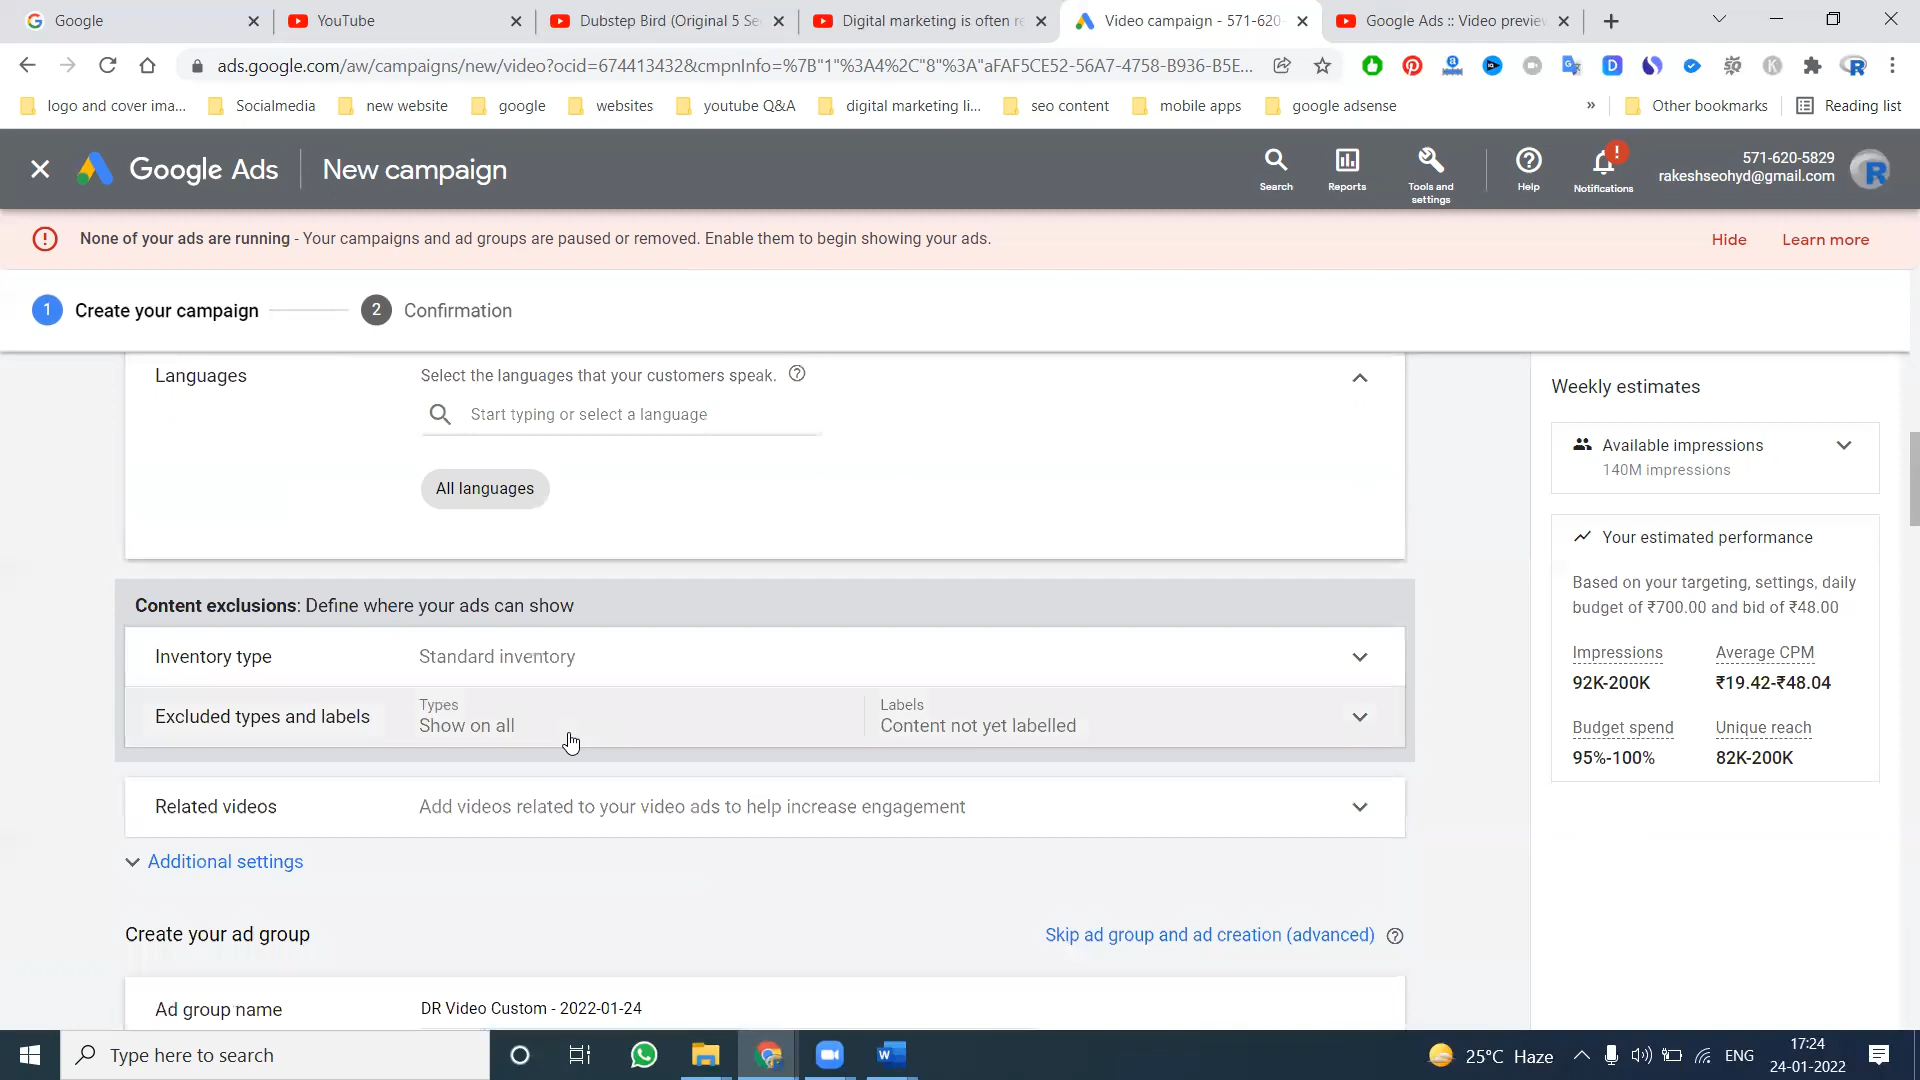 Google
YouTube
Dubstep Bird (Original 5 Se
Digital marketing is often re
Video campaign - 571-620-
Google Ads :: Video preview
ads.google.com/aw/campaigns/new/video?ocid=674413432&cmpnInfo=%7B"1"%3A4%2C"8"%3A"aFAF5CE52-56A7-4758-B936-B5E...
logo and cover ima...
Socialmedia
new website
google
websites
youtube Q&A
digital marketing li...
seo content
mobile apps
google adsense
»
Other bookmarks
Reading list
Google Ads
New campaign
Search
Reports
Tools and
settings
Help
Notifications
571-620-5829
rakeshseohyd@gmail.com
None of your ads are running - Your campaigns and ad groups are paused or removed. Enable them to begin showing your ads.
Hide
Learn more
1 Create your campaign
2 Confirmation
Languages
Select the languages that your customers speak.
Start typing or select a language
All languages
Content exclusions: Define where your ads can show
Inventory type
Standard inventory
Excluded types and labels
Types
Show on all
Labels
Content not yet labelled
Related videos
Add videos related to your video ads to help increase engagement
Additional settings
Create your ad group
Skip ad group and ad creation (advanced)
Ad group name
DR Video Custom - 2022-01-24
Weekly estimates
Available impressions
140M impressions
Your estimated performance
Based on your targeting, settings, daily
budget of ₹700.00 and bid of ₹48.00
Impressions
Average CPM
92K-200K
₹19.42-₹48.04
Budget spend
Unique reach
95%-100%
82K-200K
Type here to search
25°C Haze
ENG
17:24
24-01-2022